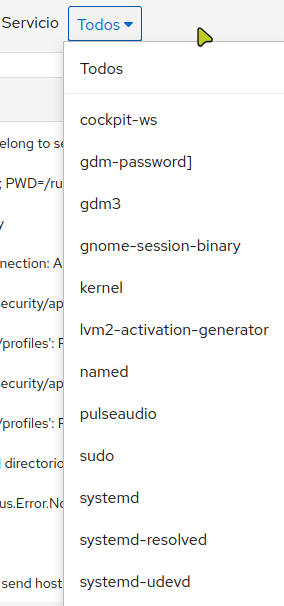 Servicio Todos
Todos
cockpit-ws
elong to se
gdm-password]
; PWD=/ru
gdm3
y
gnome-session-binary
nection: A
kernel
security/ap
lvm2-activation-generator
/profiles': F
named
security/ap
pulseaudio
/profiles': F
sudo
directorio
systemd
us.Error.No
systemd-resolved
send host
systemd-udevd